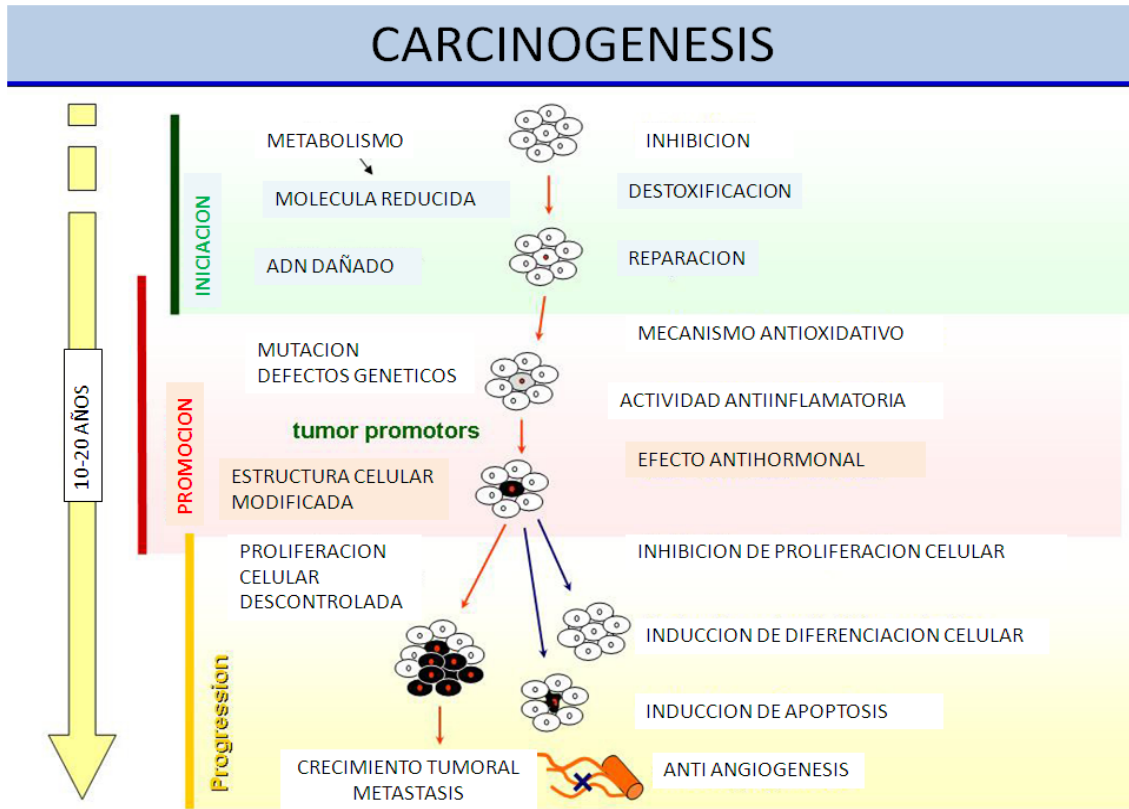 CARCINOGENESIS
10-20 AÑOS
INICIACION
METABOLISMO
INHIBICION
MOLECULA REDUCIDA
DESTOXIFICACION
ADN DAÑADO
REPARACION
PROMOCION
MECANISMO ANTIOXIDATIVO
MUTACION
DEFECTOS GENETICOS
ACTIVIDAD ANTIINFLAMATORIA
tumor promotors
EFECTO ANTIHORMONAL
ESTRUCTURA CELULAR
MODIFICADA
Progression
PROLIFERACION
CELULAR
DESCONTROLADA
INHIBICION DE PROLIFERACION CELULAR
INDUCCION DE DIFERENCIACION CELULAR
INDUCCION DE APOPTOSIS
CRECIMIENTO TUMORAL
METASTASIS
ANTI ANGIOGENESIS